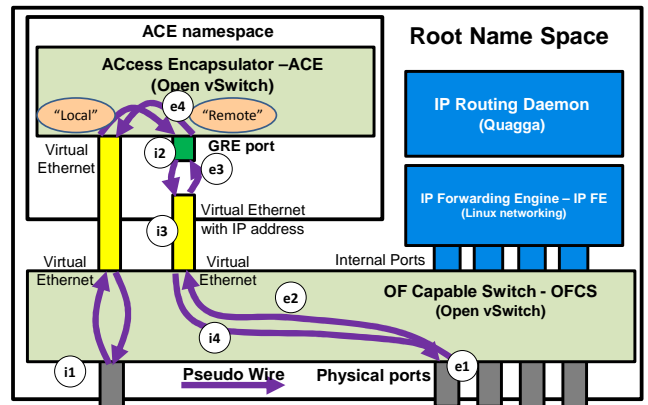 ACE namespace
Root Name Space
ACcess Encapsulator –ACE
(Open vSwitch)
"Local"
e4
"Remote"
IP Routing Daemon
(Quagga)
Virtual
Ethernet
i2
GRE port
e3
IP Forwarding Engine – IP FE
(Linux networking)
Virtual Ethernet
with IP address
i3
Virtual
Ethernet
Virtual
Ethernet
Internal Ports
OF Capable Switch - OFCS
(Open vSwitch)
e2
i4
i1
Pseudo Wire
Physical ports
e1